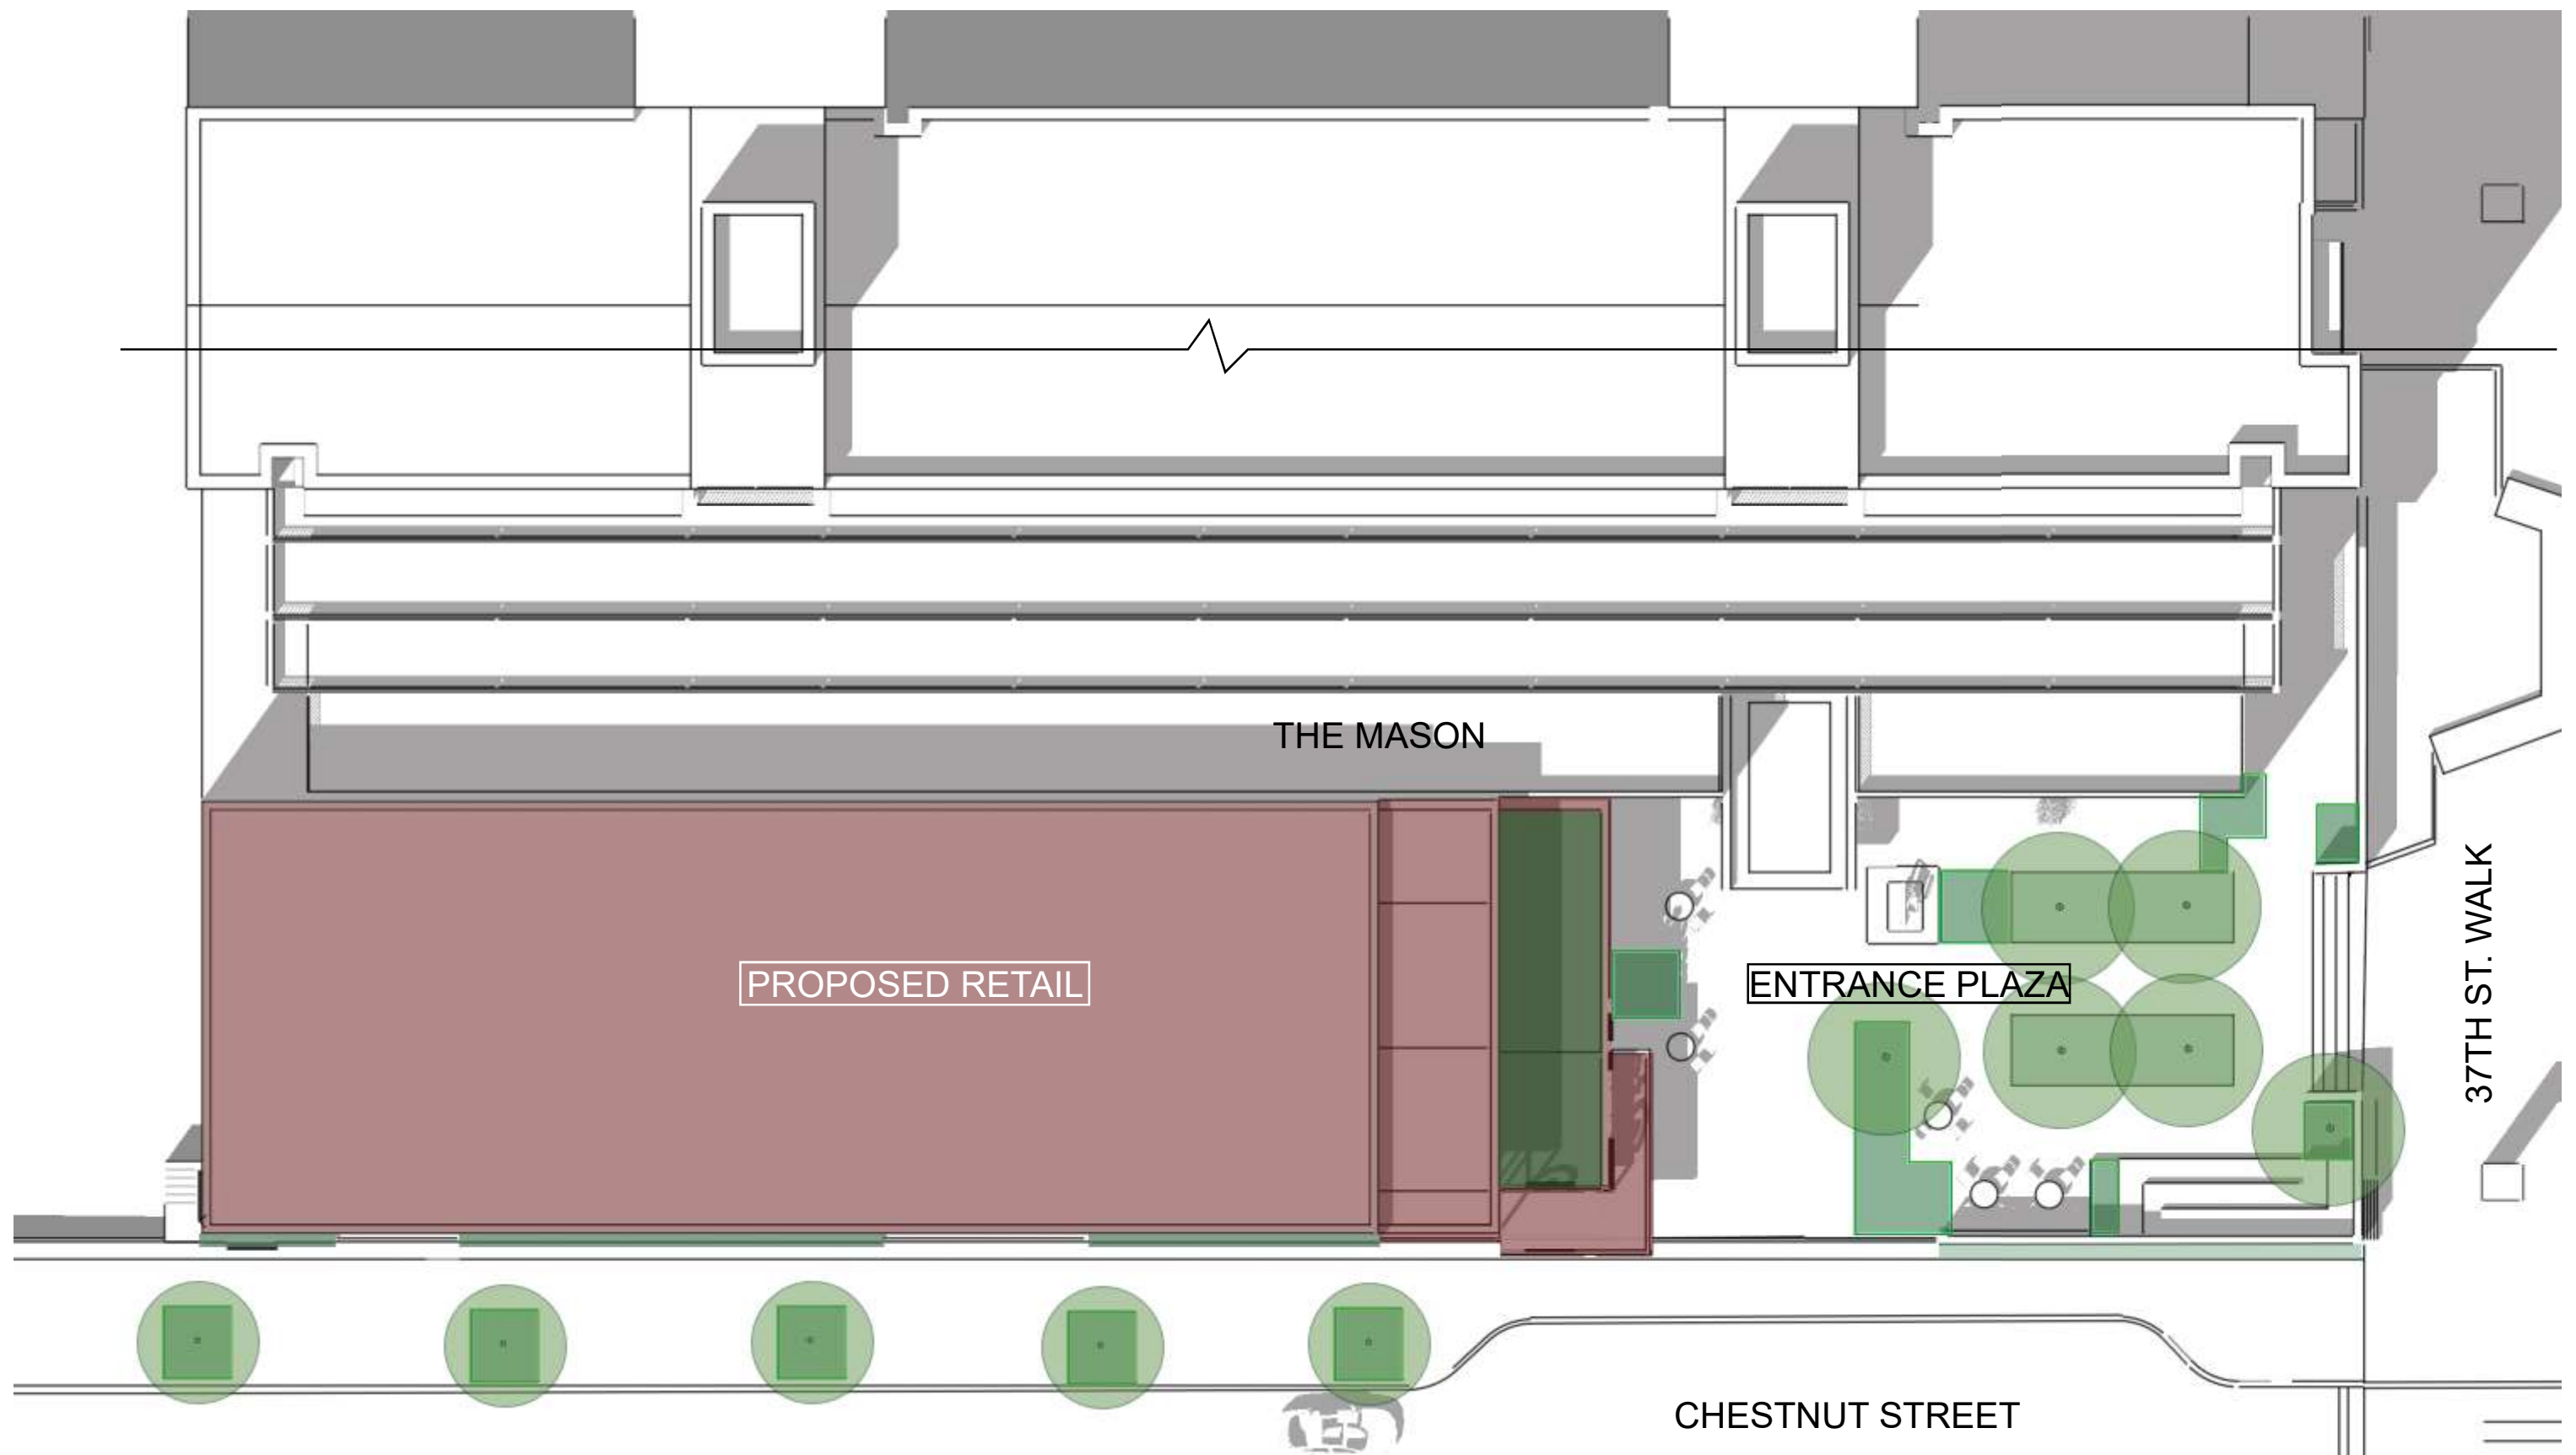 THE MASON
PROPOSED RETAIL
ENTRANCE PLAZA
37TH ST. WALK
CHESTNUT STREET